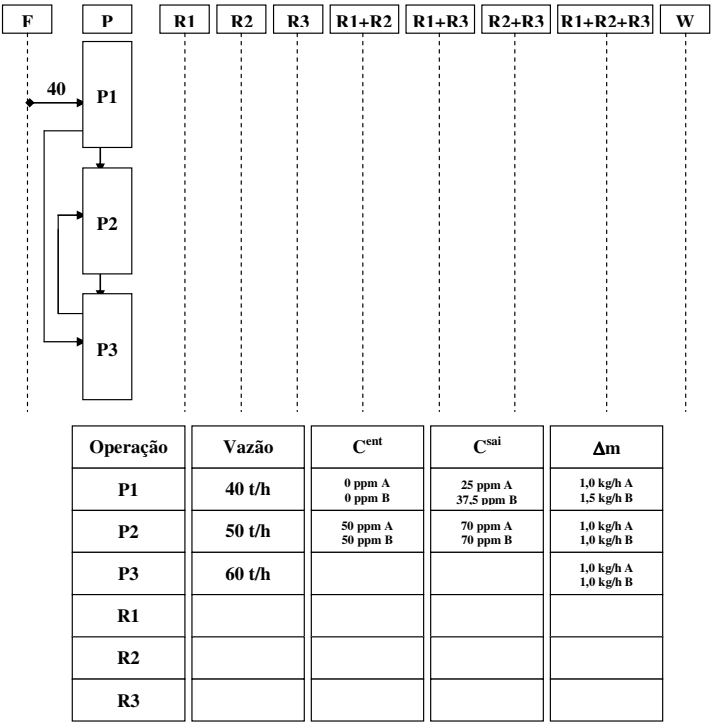 F P R1 R2 R3 R1+R2 R1+R3 R2+R3 R1+R2+R3 W
40
P1
P2
P3
Operação Vazão C^ent C^sai Δm
P1 40 t/h 0 ppm A 25 ppm A 1,0 kg/h A
0 ppm B 37,5 ppm B 1,5 kg/h B
P2 50 t/h 50 ppm A 70 ppm A 1,0 kg/h A
50 ppm B 70 ppm B 1,0 kg/h B
P3 60 t/h 1,0 kg/h A
1,0 kg/h B
R1
R2
R3